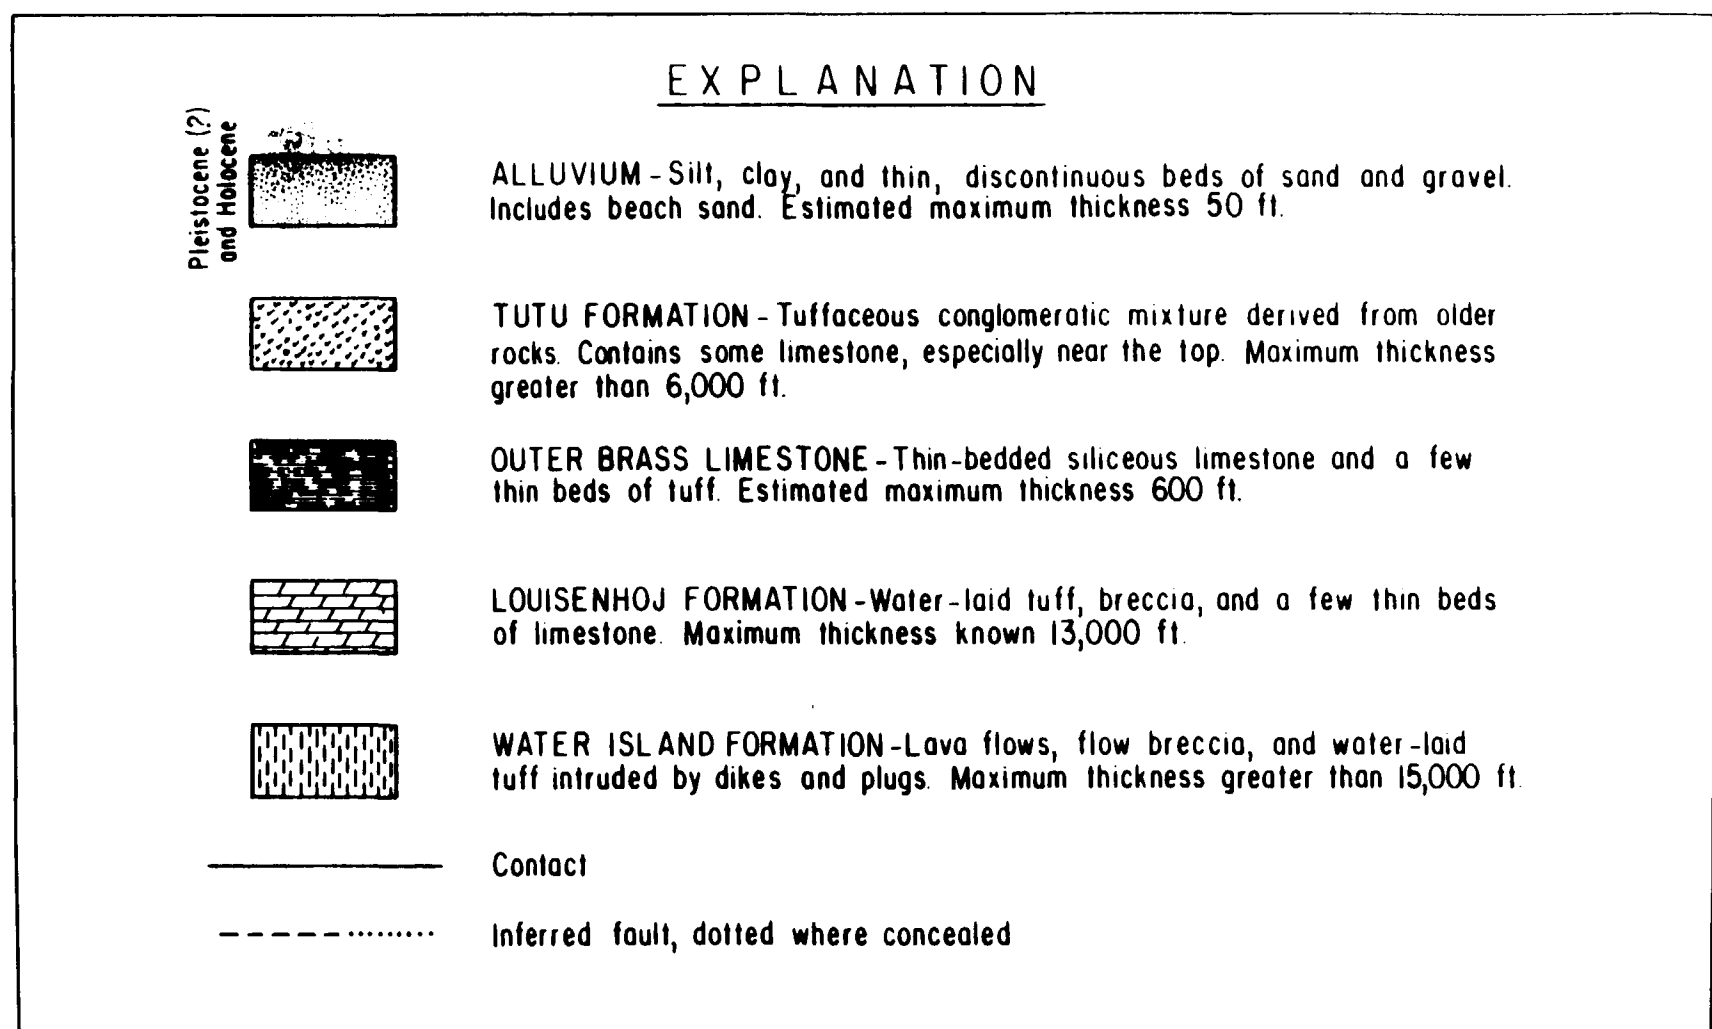 EXPLANATION
Pleistocene (?)
and Holocene
ALLUVIUM - Silt, clay, and thin, discontinuous beds of sand and gravel.
Includes beach sand. Estimated maximum thickness 50 ft.
TUTU FORMATION - Tuffaceous conglomeratic mixture derived from older
rocks. Contains some limestone, especially near the top. Maximum thickness
greater than 6,000 ft.
OUTER BRASS LIMESTONE - Thin-bedded siliceous limestone and a few
thin beds of tuff. Estimated maximum thickness 600 ft.
LOUISENHOJ FORMATION - Water-laid tuff, breccia, and a few thin beds
of limestone. Maximum thickness known 13,000 ft.
WATER ISLAND FORMATION - Lava flows, flow breccia, and water-laid
tuff intruded by dikes and plugs. Maximum thickness greater than 15,000 ft.
Contact
Inferred fault, dotted where concealed